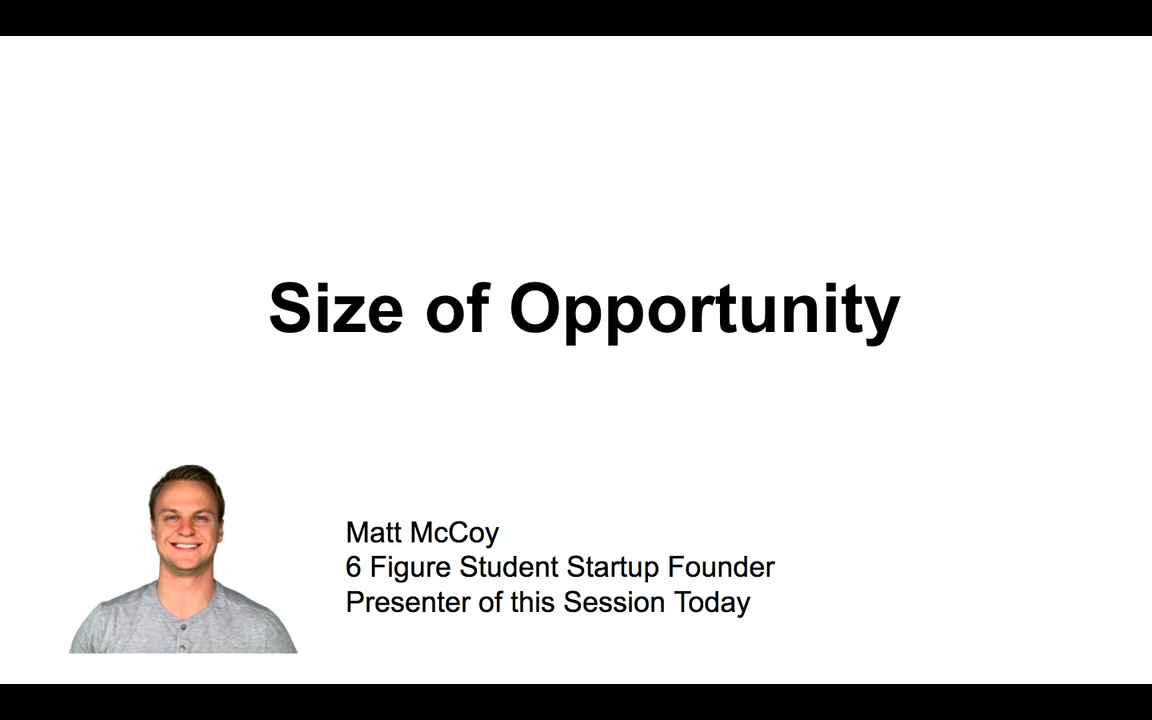 Size of Opportunity
Matt McCoy
6 Figure Student Startup Founder
Presenter of this Session Today